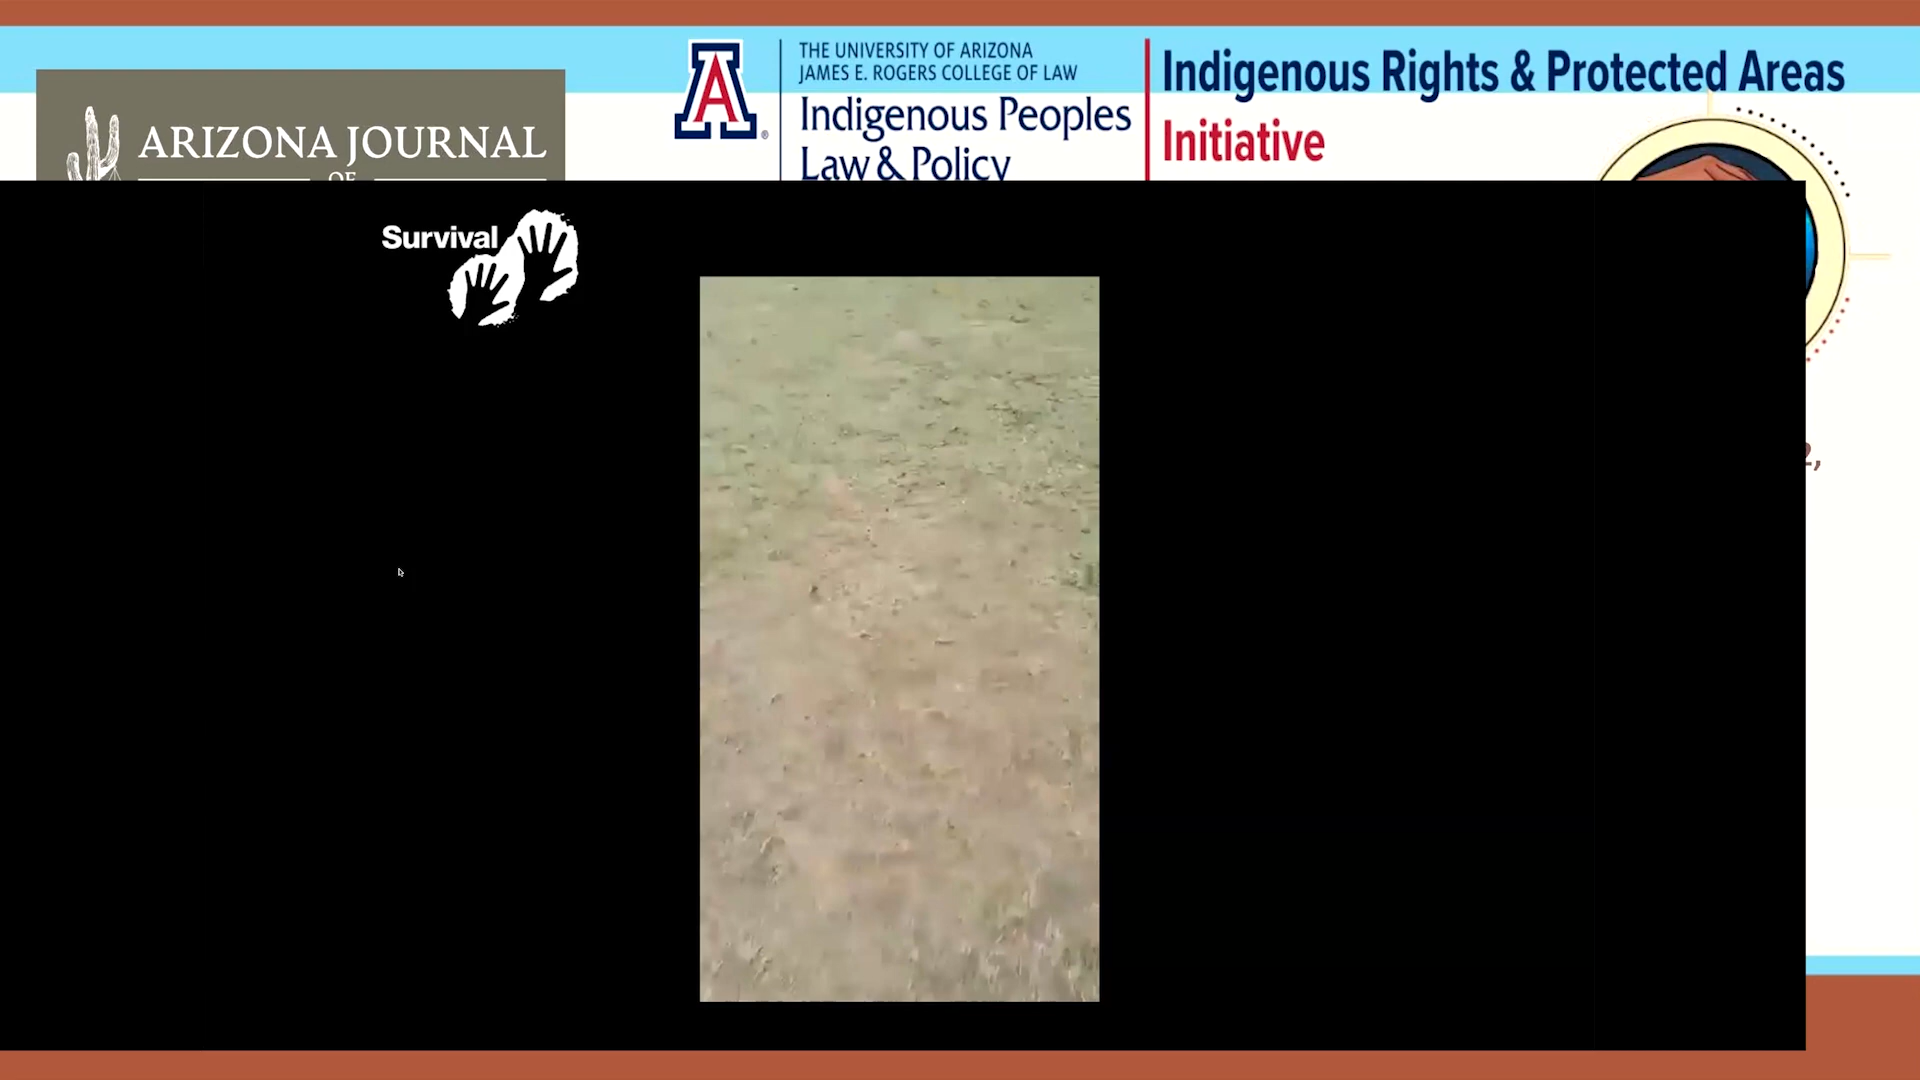 ARIZONA JOURNAL
OF
THE UNIVERSITY OF ARIZONA
JAMES E. ROGERS COLLEGE OF LAW
Indigenous Peoples
Law & Policy
Indigenous Rights & Protected Areas
Initiative
Survival